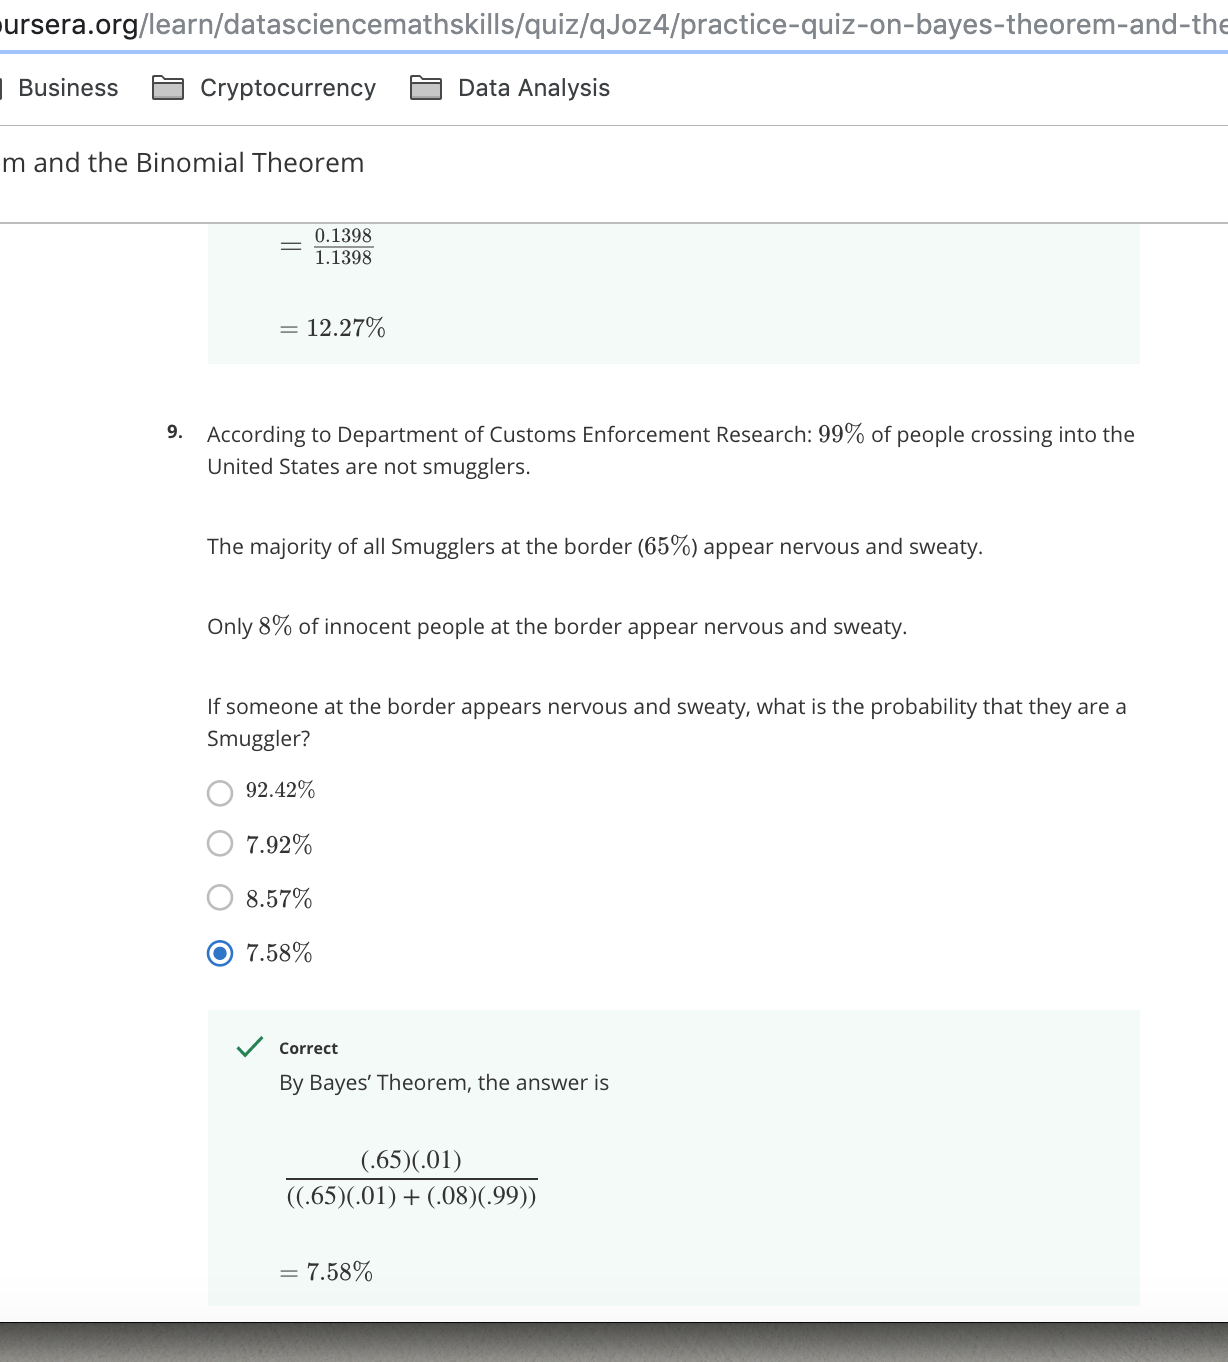 ursera.org/learn/datasciencemathskills/quiz/qJoz4/practice-quiz-on-bayes-theorem-and-the
Business Cryptocurrency Data Analysis
m and the Binomial Theorem
= 0.1398
1.1398
= 12.27%
9. According to Department of Customs Enforcement Research: 99% of people crossing into the
United States are not smugglers.
The majority of all Smugglers at the border (65%) appear nervous and sweaty.
Only 8% of innocent people at the border appear nervous and sweaty.
If someone at the border appears nervous and sweaty, what is the probability that they are a
Smuggler?
92.42%
7.92%
8.57%
7.58%
Correct
By Bayes’ Theorem, the answer is
(.65)(.01)
((.65)(.01) + (.08)(.99))
= 7.58%